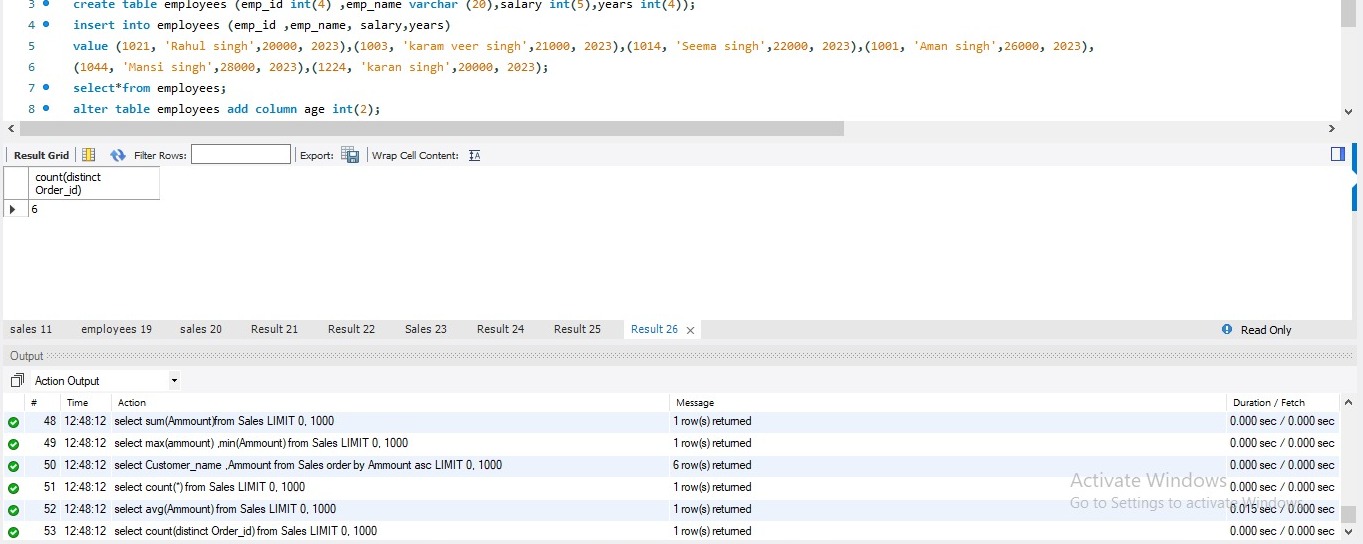 3 create table employees (emp_id int(4) ,emp_name varchar (20),salary int(5),years int(4));
4 insert into employees (emp_id ,emp_name, salary,years)
5 value (1021, 'Rahul singh',20000, 2023),(1003, 'karam veer singh',21000, 2023),(1014, 'Seema singh',22000, 2023),(1001, 'Aman singh',26000, 2023),
6 (1044, 'Mansi singh',28000, 2023),(1224, 'karan singh',20000, 2023);
7 select*from employees;
8 alter table employees add column age int(2);
Result Grid Filter Rows: Export: Wrap Cell Content:
count(distinct
Order_id)
6
sales 11 employees 19 sales 20 Result 21 Result 22 Sales 23 Result 24 Result 25 Result 26 Read Only
Output
Action Output
# Time Action Message Duration / Fetch
48 12:48:12 select sum(Ammount)from Sales LIMIT 0, 1000 1 row(s) returned 0.000 sec / 0.000 sec
49 12:48:12 select max(ammount) ,min(Ammount) from Sales LIMIT 0, 1000 1 row(s) returned 0.000 sec / 0.000 sec
50 12:48:12 select Customer_name ,Ammount from Sales order by Ammount asc LIMIT 0, 1000 6 row(s) returned 0.000 sec / 0.000 sec
51 12:48:12 select count(*) from Sales LIMIT 0, 1000 1 row(s) returned 0.000 sec / 0.000 sec
52 12:48:12 select avg(Ammount) from Sales LIMIT 0, 1000 1 row(s) returned 0.015 sec / 0.000 sec
53 12:48:12 select count(distinct Order_id) from Sales LIMIT 0, 1000 1 row(s) returned 0.000 sec / 0.000 sec
Activate Windows
Go to Settings to activate Windows.